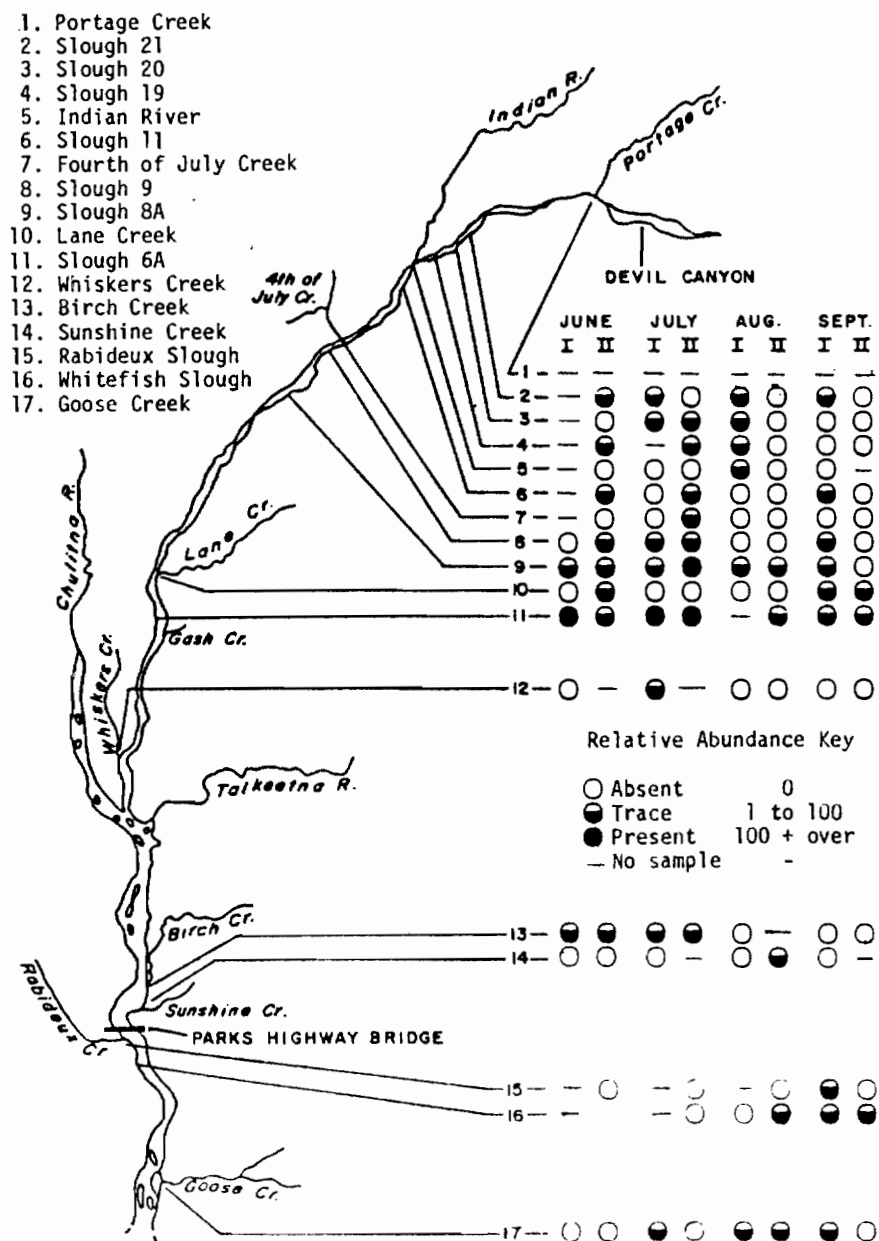 1. Portage Creek
2. Slough 21
3. Slough 20
4. Slough 19
5. Indian River
6. Slough 11
7. Fourth of July Creek
8. Slough 9
9. Slough 8A
10. Lane Creek
11. Slough 6A
12. Whiskers Creek
13. Birch Creek
14. Sunshine Creek
15. Rabideux Slough
16. Whitefish Slough
17. Goose Creek
Indian R.
Portage Cr.
DEVIL CANYON
4th of
July Cr.
JUNE JULY AUG. SEPT.
I II I II I II I II
1
2
3
4
5
6
7
8
9
10
11
12
Chulitna R.
Lane Cr.
Gash Cr.
Whiskers Cr.
Talkeetna R.
Relative Abundance Key
Absent 0
Trace 1 to 100
Present 100 + over
— No sample -
Birch Cr.
13
14
Rabideux
Cr
Sunshine Cr.
PARKS HIGHWAY BRIDGE
15
16
Goose Cr.
17